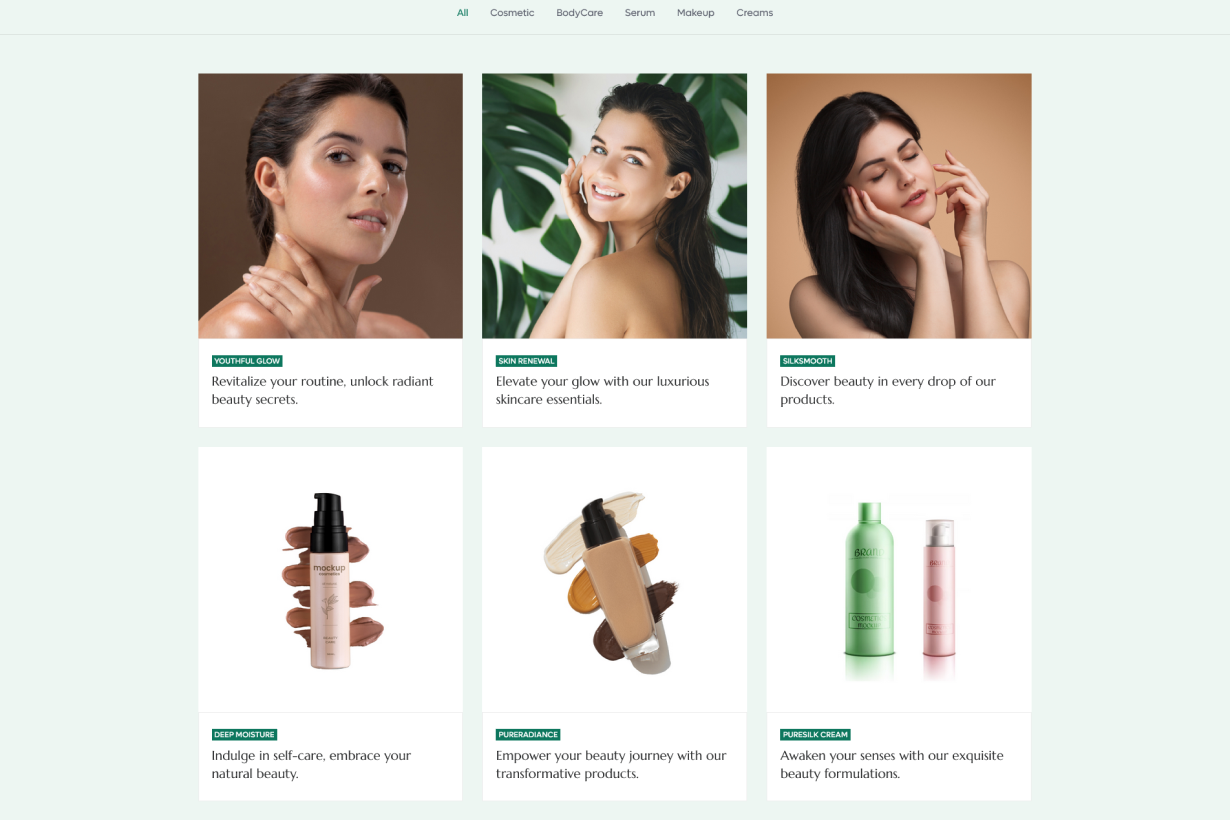 All Cosmetic BodyCare Serum Makeup Creams
YOUTHFUL GLOW
Revitalize your routine, unlock radiant
beauty secrets.
SKIN RENEWAL
Elevate your glow with our luxurious
skincare essentials.
SILKSMOOTH
Discover beauty in every drop of our
products.
mockup
cosmetics
BRAND
COSMETIC
MOCKUP
BRAND
DEEP MOISTURE
Indulge in self-care, embrace your
natural beauty.
PURERADIANCE
Empower your beauty journey with our
transformative products.
PURESILK CREAM
Awaken your senses with our exquisite
beauty formulations.